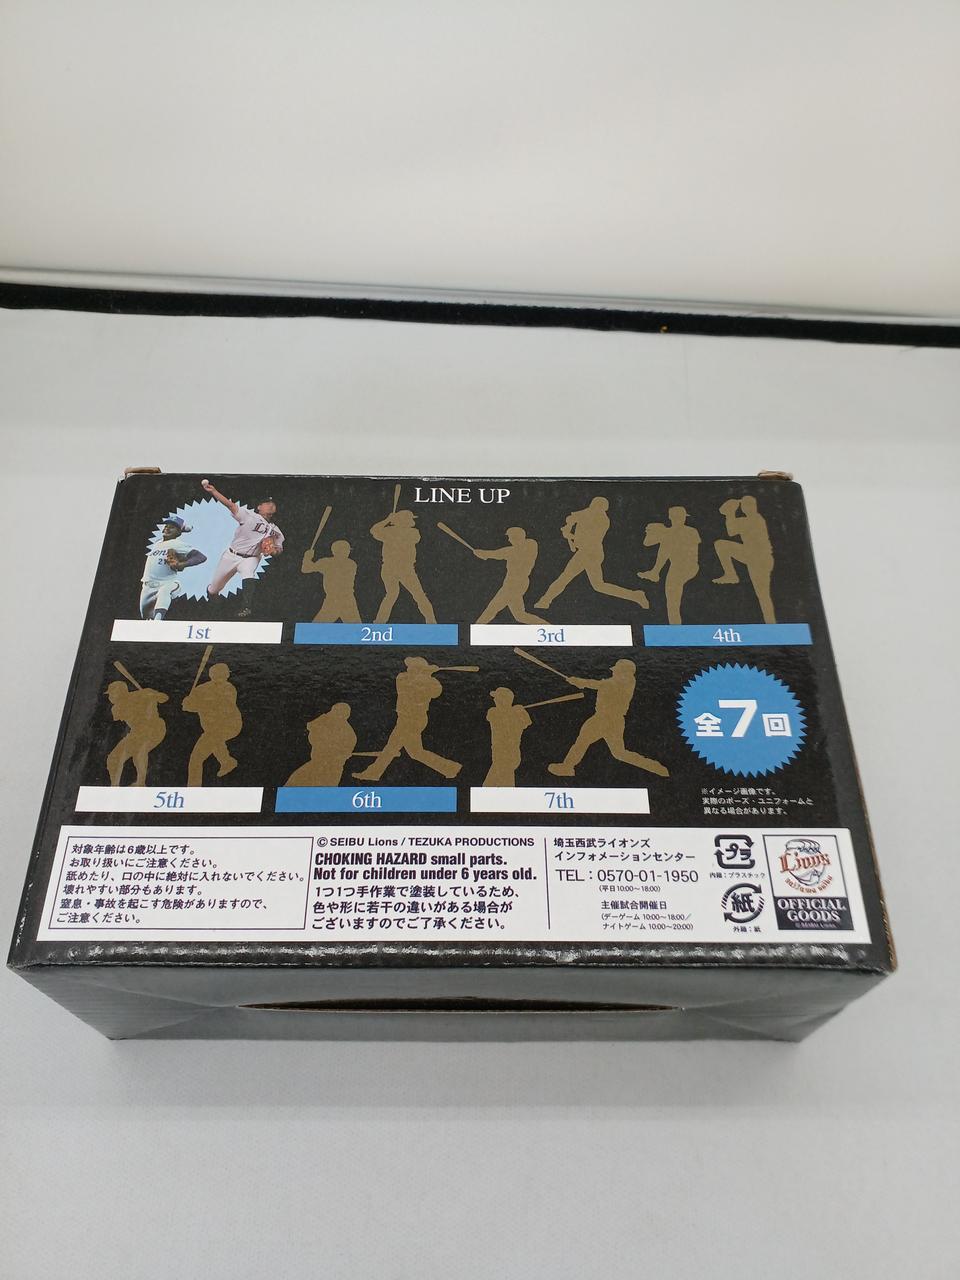 LINE UP
1st
2nd
3rd
4th
5th
6th
7th
全7回
※イメージ画像です。
実際のポーズ・ユニフォームと
異なる場合があります。
対象年齢は6歳以上です。
お取り扱いにご注意ください。
舐めたり、口の中に絶対に入れないでください。
壊れやすい部分もあります。
窒息・事故を起こす危険がありますので、
ご注意ください。
© SEIBU Lions / TEZUKA PRODUCTIONS
CHOKING HAZARD small parts.
Not for children under 6 years old.
1つ1つ手作業で塗装しているため、
色や形に若干の違いがある場合が
ございますのでご了承ください。
埼玉西武ライオンズ
インフォメーションセンター
TEL：0570-01-1950
(平日10:00〜18:00)
主催試合開催日
(デーゲーム 10:00〜18:00／
ナイトゲーム 10:00〜20:00)
プラ
内装：プラスチック
紙
外箱：紙
Lions
OFFICIAL
GOODS
© SEIBU Lions